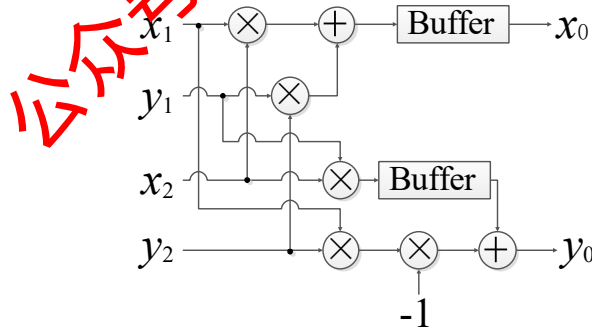 公众号
x₁
Buffer
x₀
y₁
x₂
Buffer
y₂
y₀
-1